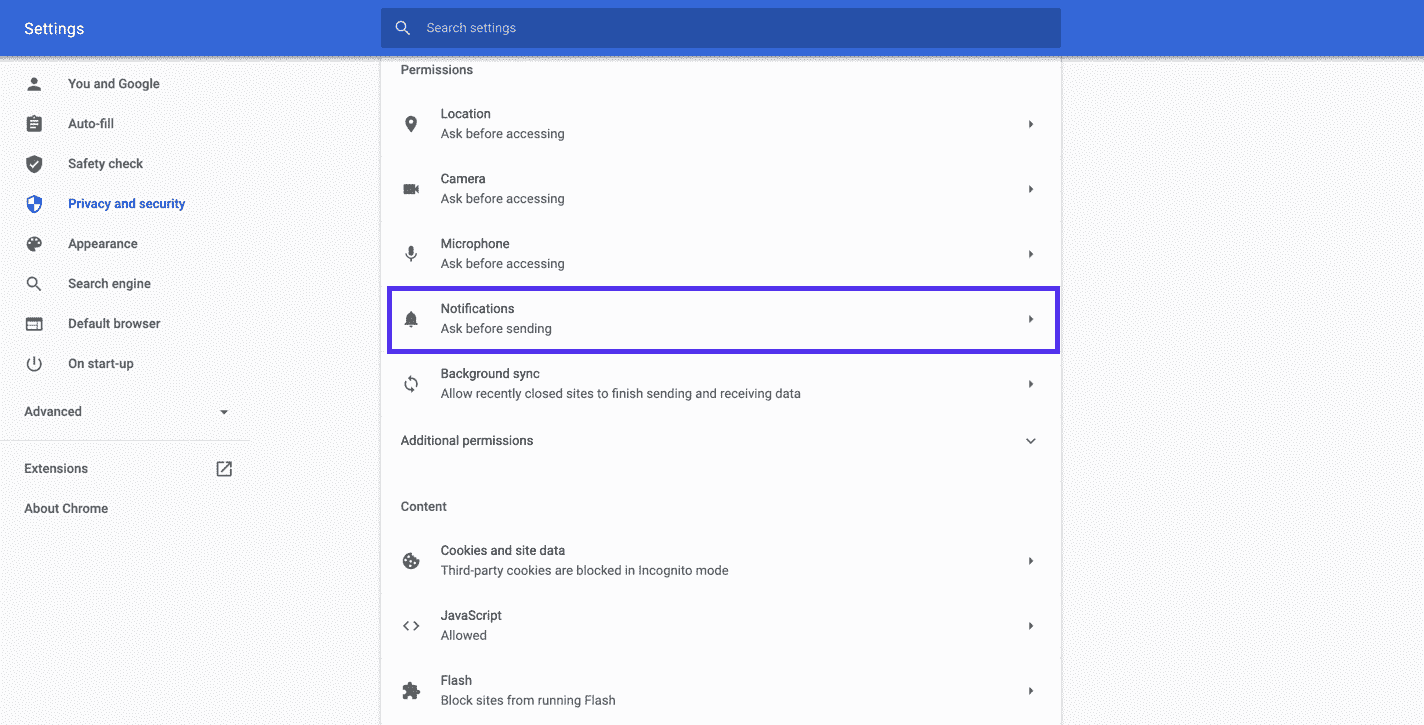 Settings
Search settings
You and Google
Auto-fill
Safety check
Privacy and security
Appearance
Search engine
Default browser
On start-up
Advanced
Extensions
About Chrome
Permissions
Location
Ask before accessing
Camera
Ask before accessing
Microphone
Ask before accessing
Notifications
Ask before sending
Background sync
Allow recently closed sites to finish sending and receiving data
Additional permissions
Content
Cookies and site data
Third-party cookies are blocked in Incognito mode
JavaScript
Allowed
Flash
Block sites from running Flash